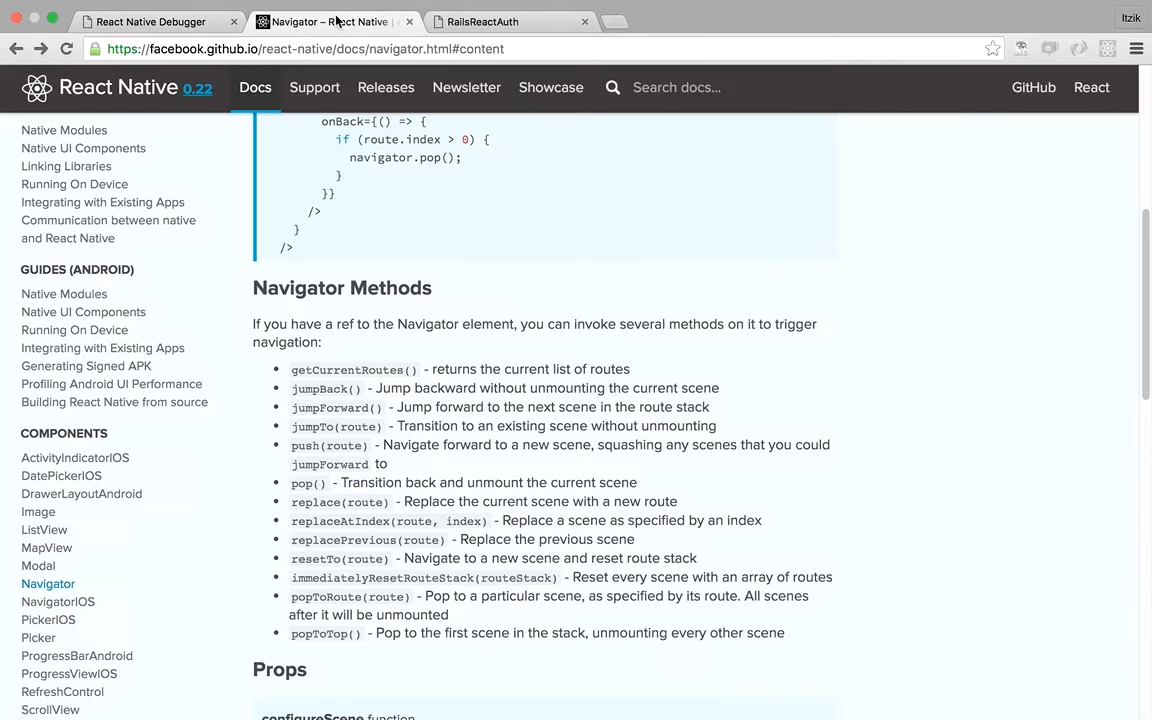 React Native Debugger
Navigator – React Native |
RailsReactAuth
Itzik
https://facebook.github.io/react-native/docs/navigator.html#content
React Native 0.22
Docs
Support
Releases
Newsletter
Showcase
Search docs...
GitHub
React
Native Modules
Native UI Components
Linking Libraries
Running On Device
Integrating with Existing Apps
Communication between native
and React Native
GUIDES (ANDROID)
Native Modules
Native UI Components
Running On Device
Integrating with Existing Apps
Generating Signed APK
Profiling Android UI Performance
Building React Native from source
COMPONENTS
ActivityIndicatorIOS
DatePickerIOS
DrawerLayoutAndroid
Image
ListView
MapView
Modal
Navigator
NavigatorIOS
PickerIOS
Picker
ProgressBarAndroid
ProgressViewIOS
RefreshControl
ScrollView
onBack={() => {
if (route.index > 0) {
navigator.pop();
}
}}
/>
}
/>
Navigator Methods
If you have a ref to the Navigator element, you can invoke several methods on it to trigger
navigation:
• getCurrentRoutes() - returns the current list of routes
• jumpBack() - Jump backward without unmounting the current scene
• jumpForward() - Jump forward to the next scene in the route stack
• jumpTo(route) - Transition to an existing scene without unmounting
• push(route) - Navigate forward to a new scene, squashing any scenes that you could
jumpForward to
• pop() - Transition back and unmount the current scene
• replace(route) - Replace the current scene with a new route
• replaceAtIndex(route, index) - Replace a scene as specified by an index
• replacePrevious(route) - Replace the previous scene
• resetTo(route) - Navigate to a new scene and reset route stack
• immediatelyResetRouteStack(routeStack) - Reset every scene with an array of routes
• popToRoute(route) - Pop to a particular scene, as specified by its route. All scenes
after it will be unmounted
• popToTop() - Pop to the first scene in the stack, unmounting every other scene
Props
configureScene function